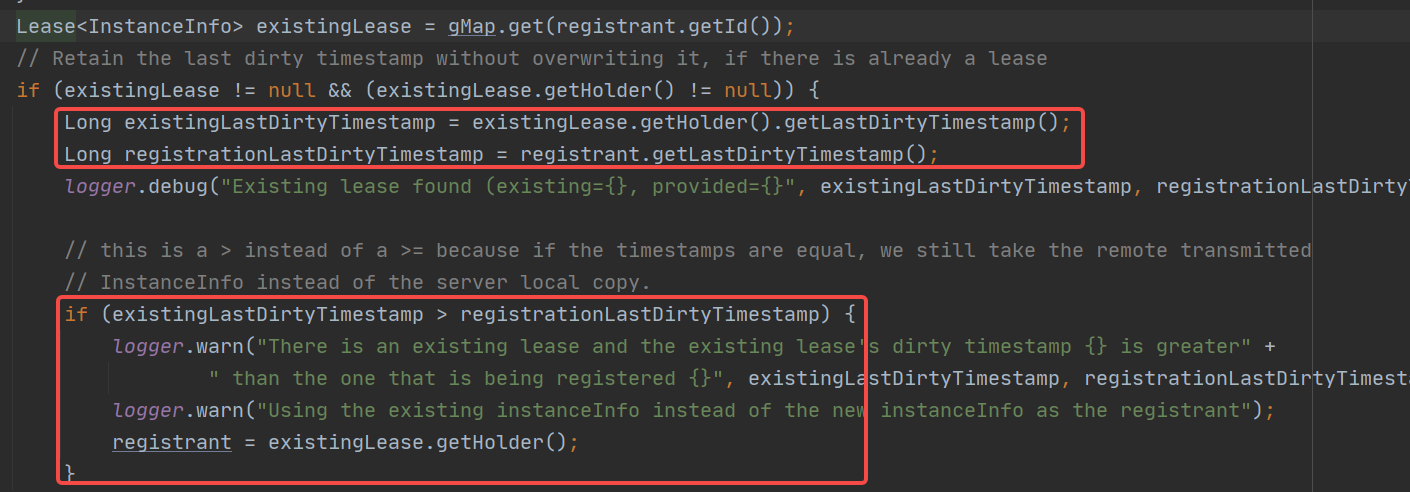 Lease<InstanceInfo> existingLease = gMap.get(registrant.getId());
// Retain the last dirty timestamp without overwriting it, if there is already a lease
if (existingLease != null && (existingLease.getHolder() != null)) {
Long existingLastDirtyTimestamp = existingLease.getHolder().getLastDirtyTimestamp();
Long registrationLastDirtyTimestamp = registrant.getLastDirtyTimestamp();
logger.debug("Existing lease found (existing={}, provided={}", existingLastDirtyTimestamp, registrationLastDirty
// this is a > instead of a >= because if the timestamps are equal, we still take the remote transmitted
// InstanceInfo instead of the server local copy.
if (existingLastDirtyTimestamp > registrationLastDirtyTimestamp) {
logger.warn("There is an existing lease and the existing lease's dirty timestamp {} is greater" +
" than the one that is being registered {}", existingLastDirtyTimestamp, registrationLastDirtyTimest
logger.warn("Using the existing instanceInfo instead of the new instanceInfo as the registrant");
registrant = existingLease.getHolder();
}